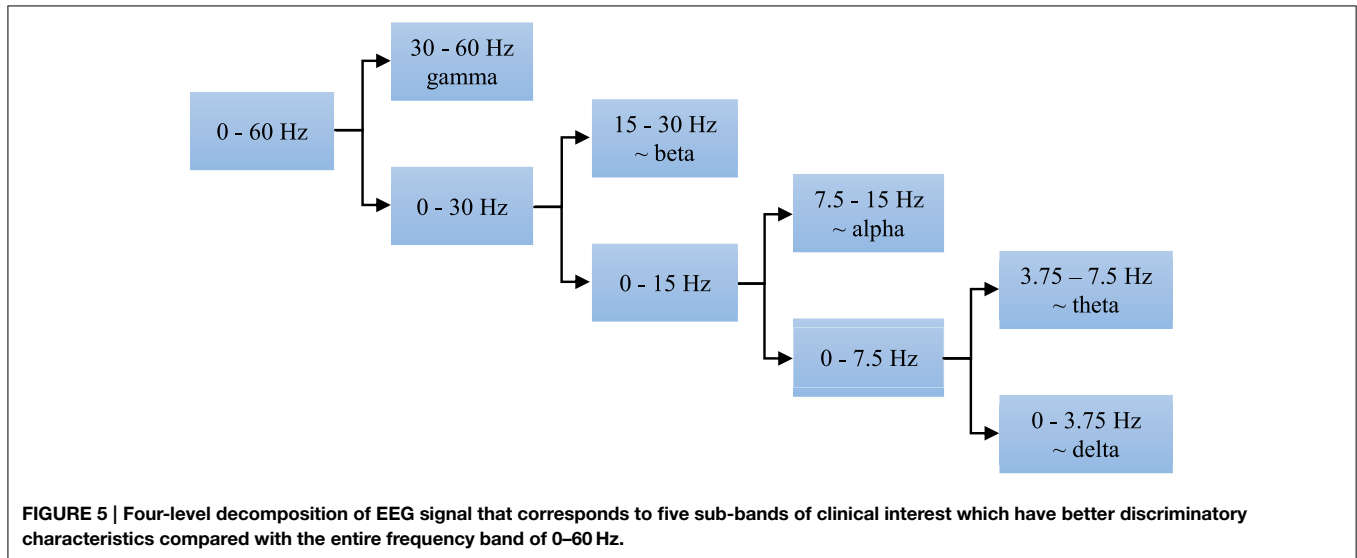 30 - 60 Hz
gamma
0 - 60 Hz
15 - 30 Hz
~ beta
0 - 30 Hz
7.5 - 15 Hz
~ alpha
0 - 15 Hz
3.75 – 7.5 Hz
~ theta
0 - 7.5 Hz
0 - 3.75 Hz
~ delta
FIGURE 5 | Four-level decomposition of EEG signal that corresponds to five sub-bands of clinical interest which have better discriminatory
characteristics compared with the entire frequency band of 0–60 Hz.